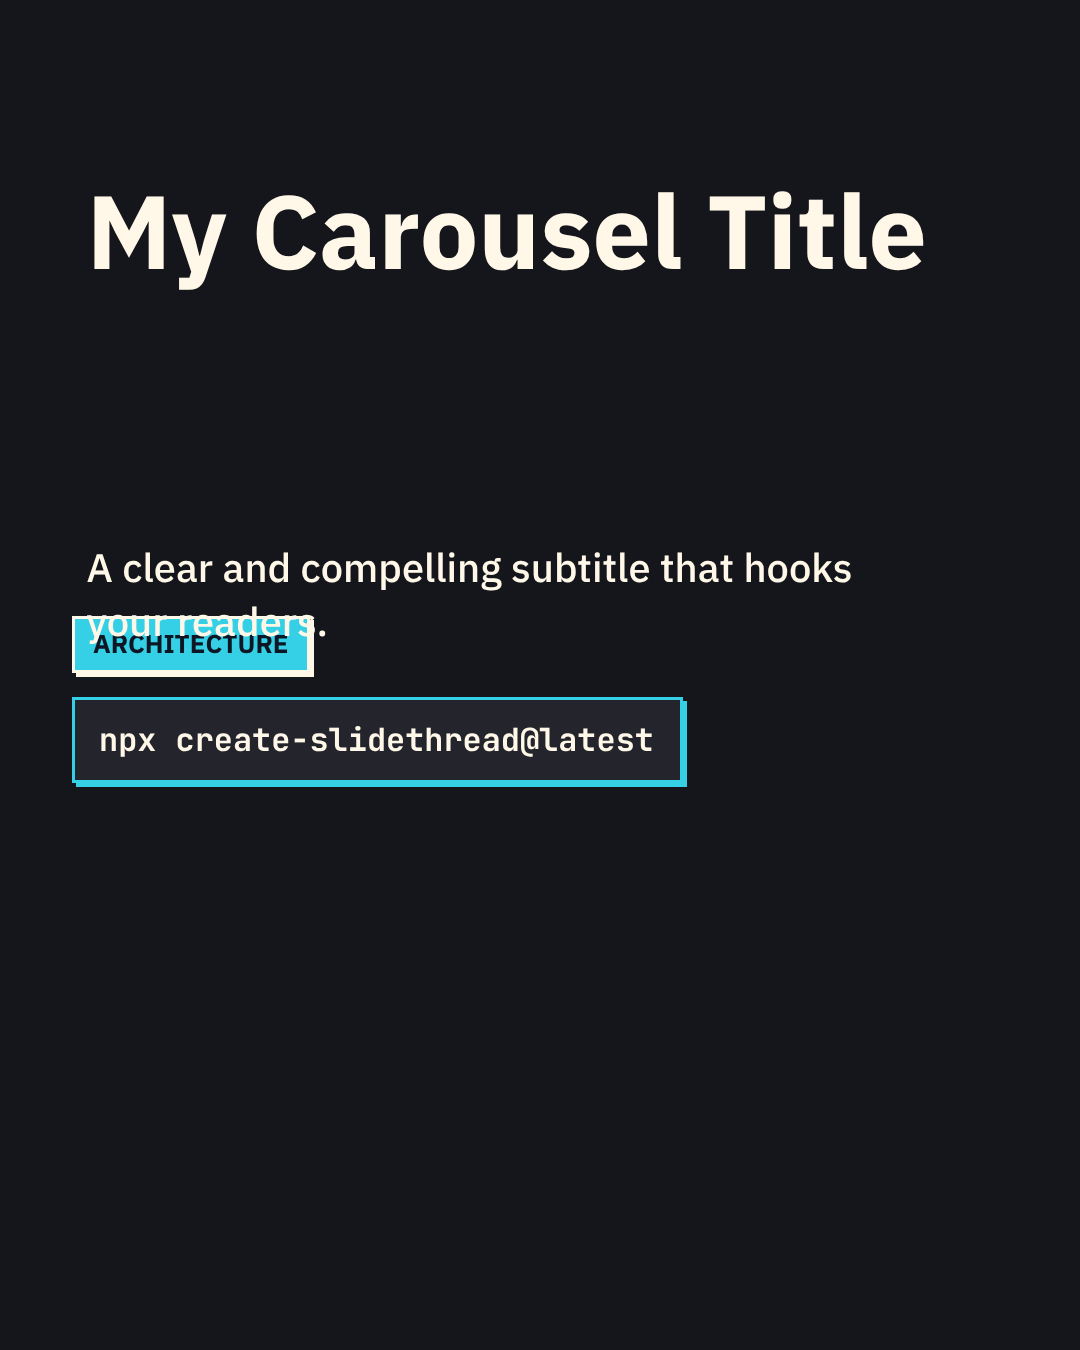 My Carousel Title
A clear and compelling subtitle that hooks
your readers.
ARCHITECTURE
npx create-slidethread@latest